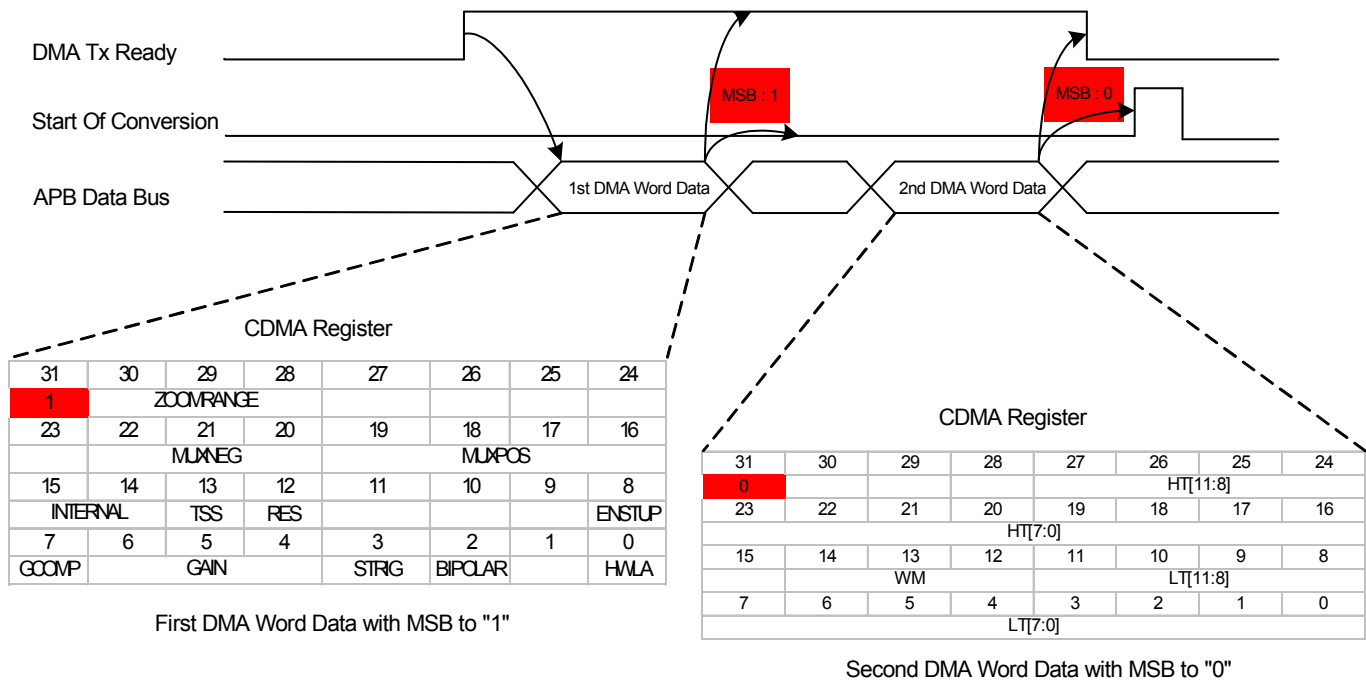 DMA Tx Ready
MSB : 1
MSB : 0
Start Of Conversion
APB Data Bus
1st DMA Word Data
2nd DMA Word Data
CDMA Register
31 30 29 28 27 26 25 24
1 ZOOMRANGE
23 22 21 20 19 18 17 16
MUXNEG MUXPOS
15 14 13 12 11 10 9 8
INTERNAL TSS RES ENSTUP
7 6 5 4 3 2 1 0
GCOMP GAIN STRIG BIPOLAR HWLA
First DMA Word Data with MSB to "1"
CDMA Register
31 30 29 28 27 26 25 24
0 HT[11:8]
23 22 21 20 19 18 17 16
HT[7:0]
15 14 13 12 11 10 9 8
WM LT[11:8]
7 6 5 4 3 2 1 0
LT[7:0]
Second DMA Word Data with MSB to "0"